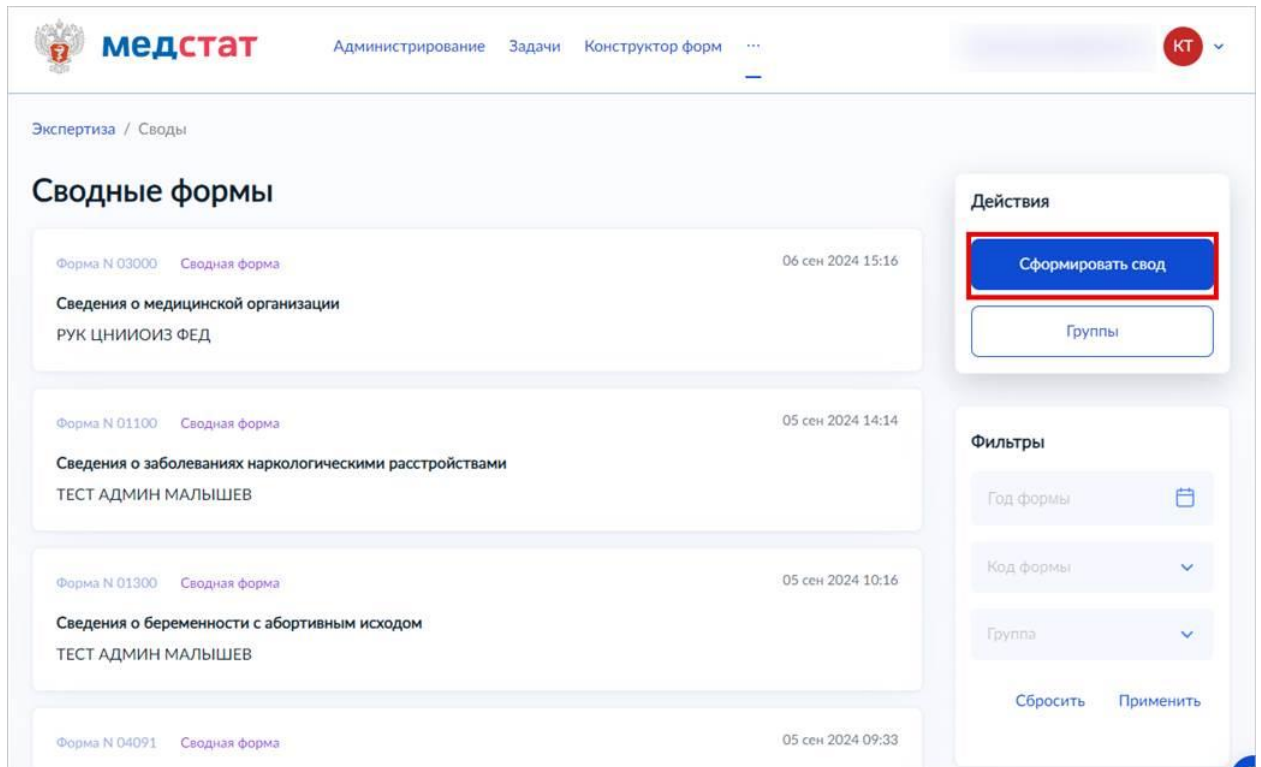 медстат
Администрирование Задачи Конструктор форм ...
КТ
Экспертиза / Своды
Сводные формы
Форма N 03000 Сводная форма 06 сен 2024 15:16
Сведения о медицинской организации
РУК ЦНИИОИЗ ФЕД
Форма N 01100 Сводная форма 05 сен 2024 14:14
Сведения о заболеваниях наркологическими расстройствами
ТЕСТ АДМИН МАЛЫШЕВ
Форма N 01300 Сводная форма 05 сен 2024 10:16
Сведения о беременности с абортивным исходом
ТЕСТ АДМИН МАЛЫШЕВ
Форма N 04091 Сводная форма 05 сен 2024 09:33
Действия
Сформировать свод
Группы
Фильтры
Год формы
Код формы
Группа
Сбросить Применить